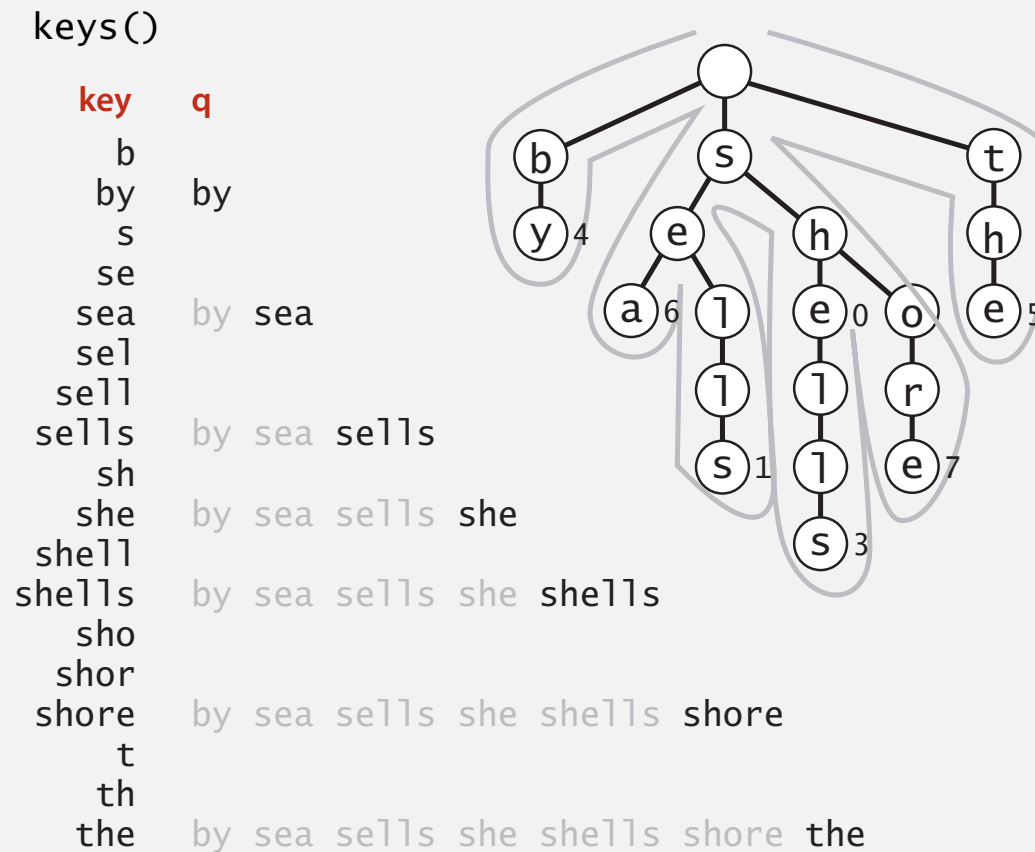 keys()
key q
b
by by
s
se
sea by sea
sel
sell
sells by sea sells
sh
she by sea sells she
shell
shells by sea sells she shells
sho
shor
shore by sea sells she shells shore
t
th
the by sea sells she shells shore the
b s t
y 4 e h h
a 6 l e 0 o e 5
l l r
s 1 l e 7
s 3